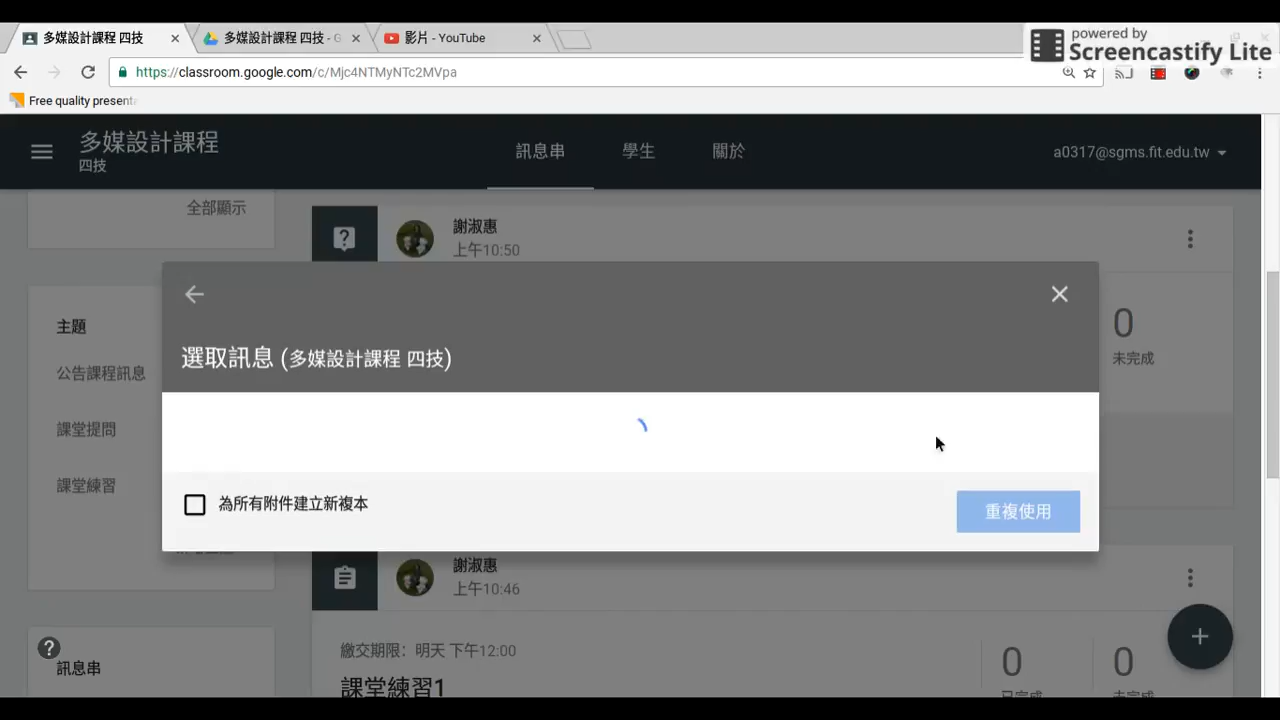 多媒設計課程 四技
多媒設計課程 四技 - G
影片 - YouTube
powered by
Screencastify Lite
https://classroom.google.com/c/Mjc4NTMyNTc2MVpa
Free quality present
多媒設計課程
四技
訊息串
學生
關於
a0317@sgms.fit.edu.tw
全部顯示
謝淑惠
上午10:50
主題
公告課程訊息
課堂提問
課堂練習
0
未完成
選取訊息 (多媒設計課程 四技)
為所有附件建立新複本
重複使用
謝淑惠
上午10:46
訊息串
繳交期限：明天 下午12:00
課堂練習1
0
已完成
0
未完成